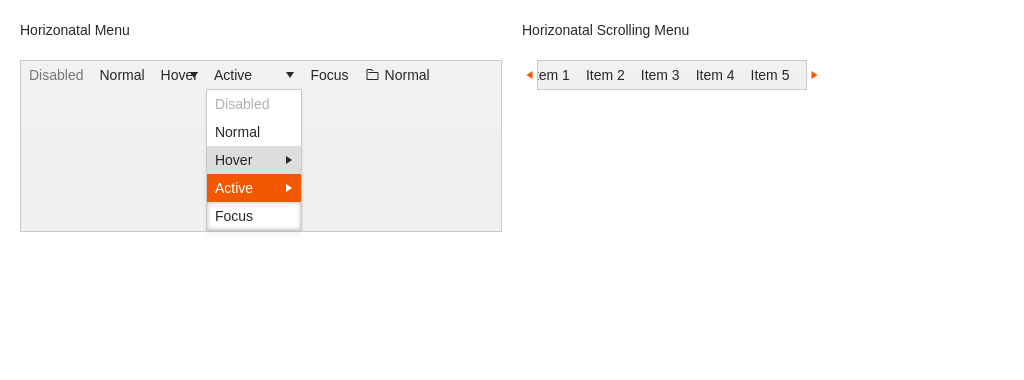 Horizonatal Menu
Horizonatal Scrolling Menu
Disabled Normal Hover Active Focus Normal
em 1 Item 2 Item 3 Item 4 Item 5
Disabled
Normal
Hover
Active
Focus